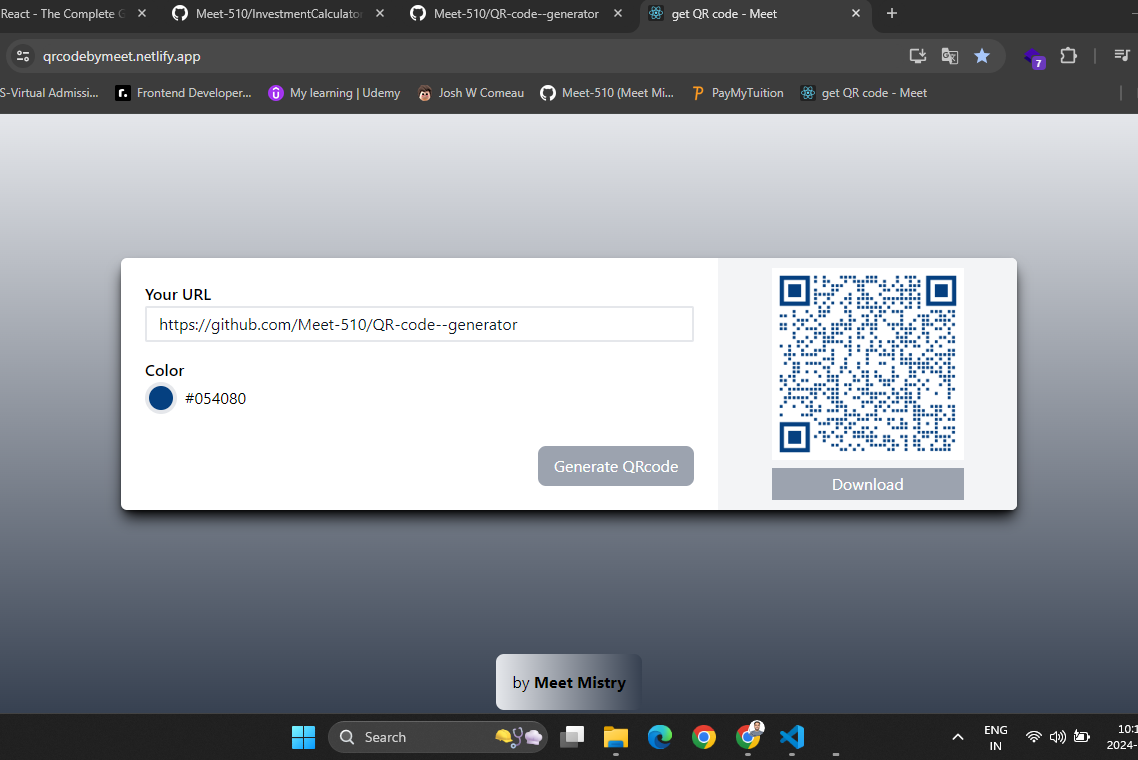 React - The Complete G
Meet-510/InvestmentCalculator
Meet-510/QR-code--generator
get QR code - Meet
qrcodebymeet.netlify.app
7
S-Virtual Admissi...
r.
Frontend Developer...
My learning | Udemy
Josh W Comeau
Meet-510 (Meet Mi...
PayMyTuition
get QR code - Meet
Your URL
https://github.com/Meet-510/QR-code--generator
Color
#054080
Generate QRcode
Download
by Meet Mistry
Search
ENG
IN
10:1
2024-